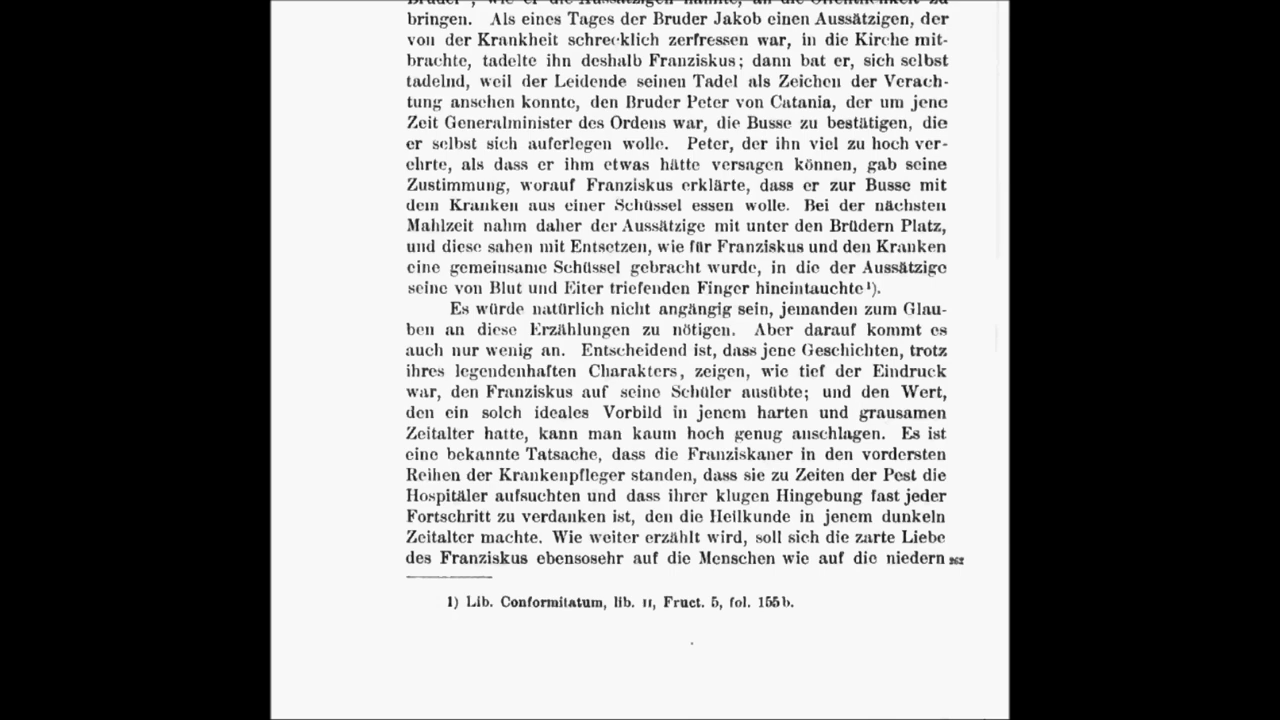 Bruder", wie er die Aussätzigen nannte, an die Öffentlichkeit zu
bringen. Als eines Tages der Bruder Jakob einen Aussätzigen, der
von der Krankheit schrecklich zerfressen war, in die Kirche mit-
brachte, tadelte ihn deshalb Franziskus; dann bat er, sich selbst
tadelnd, weil der Leidende seinen Tadel als Zeichen der Verach-
tung ansehen konnte, den Bruder Peter von Catania, der um jene
Zeit Generalminister des Ordens war, die Busse zu bestätigen, die
er selbst sich auferlegen wolle. Peter, der ihn viel zu hoch ver-
ehrte, als dass er ihm etwas hätte versagen können, gab seine
Zustimmung, worauf Franziskus erklärte, dass er zur Busse mit
dem Kranken aus einer Schüssel essen wolle. Bei der nächsten
Mahlzeit nahm daher der Aussätzige mit unter den Brüdern Platz,
und diese sahen mit Entsetzen, wie für Franziskus und den Kranken
eine gemeinsame Schüssel gebracht wurde, in die der Aussätzige
seine von Blut und Eiter triefenden Finger hineintauchte¹).
Es würde natürlich nicht angängig sein, jemanden zum Glau-
ben an diese Erzählungen zu nötigen. Aber darauf kommt es
auch nur wenig an. Entscheidend ist, dass jene Geschichten, trotz
ihres legendenhaften Charakters, zeigen, wie tief der Eindruck
war, den Franziskus auf seine Schüler ausübte; und den Wert,
den ein solch ideales Vorbild in jenem harten und grausamen
Zeitalter hatte, kann man kaum hoch genug anschlagen. Es ist
eine bekannte Tatsache, dass die Franziskaner in den vordersten
Reihen der Krankenpfleger standen, dass sie zu Zeiten der Pest die
Hospitäler aufsuchten und dass ihrer klugen Hingebung fast jeder
Fortschritt zu verdanken ist, den die Heilkunde in jenem dunkeln
Zeitalter machte. Wie weiter erzählt wird, soll sich die zarte Liebe
des Franziskus ebensosehr auf die Menschen wie auf die niedern 262
1) Lib. Conformitatum, lib. II, Fruct. 5, fol. 155b.